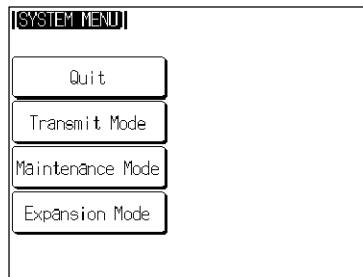 SYSTEM MENU
Quit
Transmit Mode
Maintenance Mode
Expansion Mode